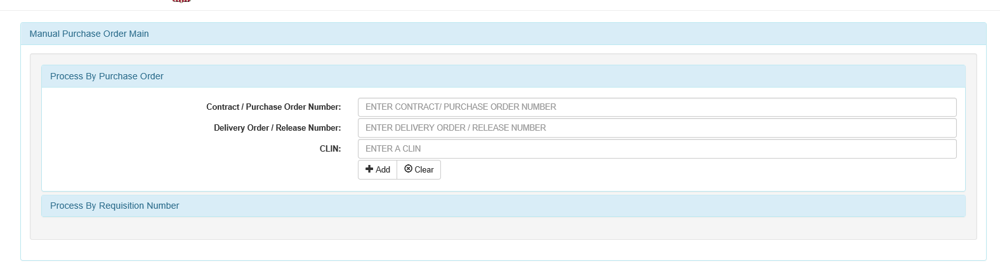 Manual Purchase Order Main
Process By Purchase Order
Contract / Purchase Order Number: ENTER CONTRACT/ PURCHASE ORDER NUMBER
Delivery Order / Release Number: ENTER DELIVERY ORDER / RELEASE NUMBER
CLIN: ENTER A CLIN
Add Clear
Process By Requisition Number